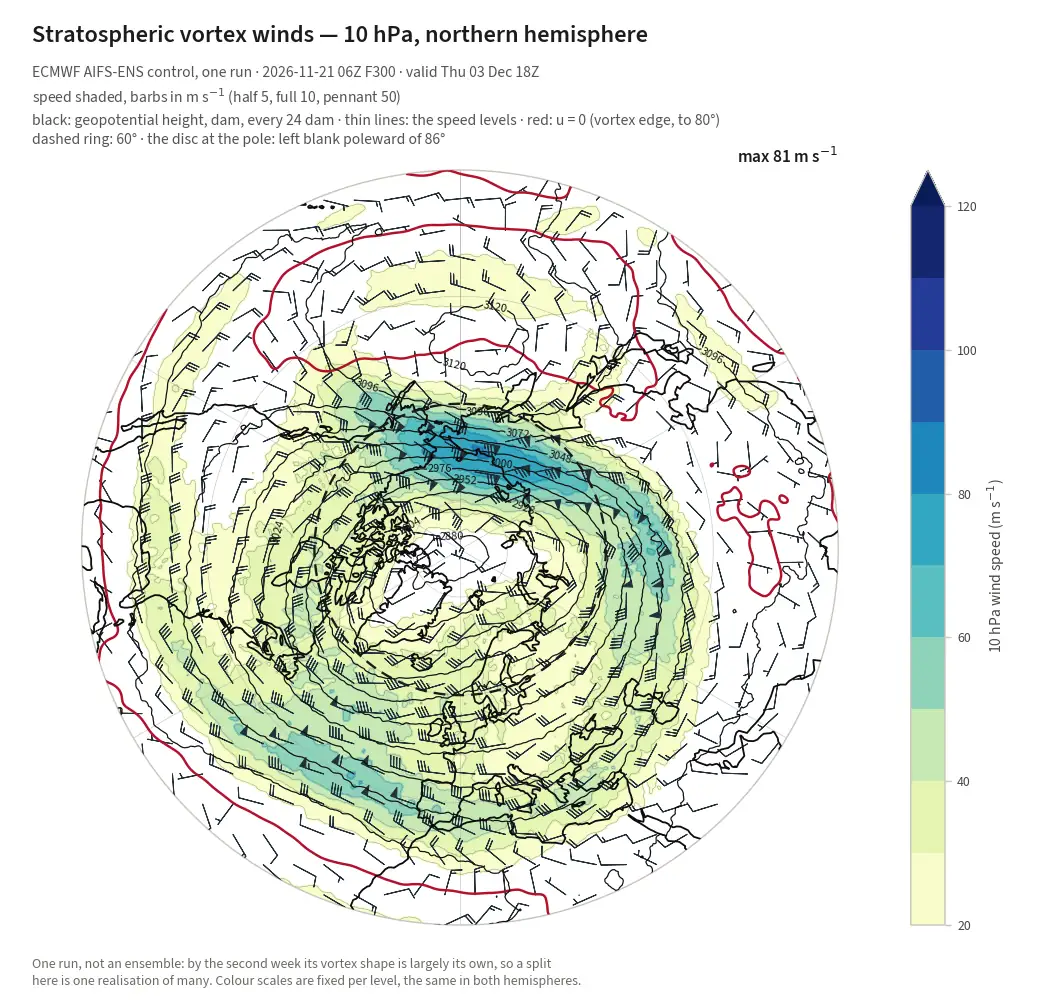 Stratospheric vortex winds — 10 hPa, northern hemisphere
ECMWF AIFS-ENS control, one run · 2026-11-21 06Z F300 · valid Thu 03 Dec 18Z
speed shaded, barbs in m s⁻¹ (half 5, full 10, pennant 50)
black: geopotential height, dam, every 24 dam · thin lines: the speed levels · red: u = 0 (vortex edge, to 80°)
dashed ring: 60° · the disc at the pole: left blank poleward of 86°
max 81 m s⁻¹
120
100
80
60
40
20
10 hPa wind speed (m s⁻¹)
3120
3120
3096
3096
3072
3048
3000
2976
2952
2880
One run, not an ensemble: by the second week its vortex shape is largely its own, so a split
here is one realisation of many. Colour scales are fixed per level, the same in both hemispheres.